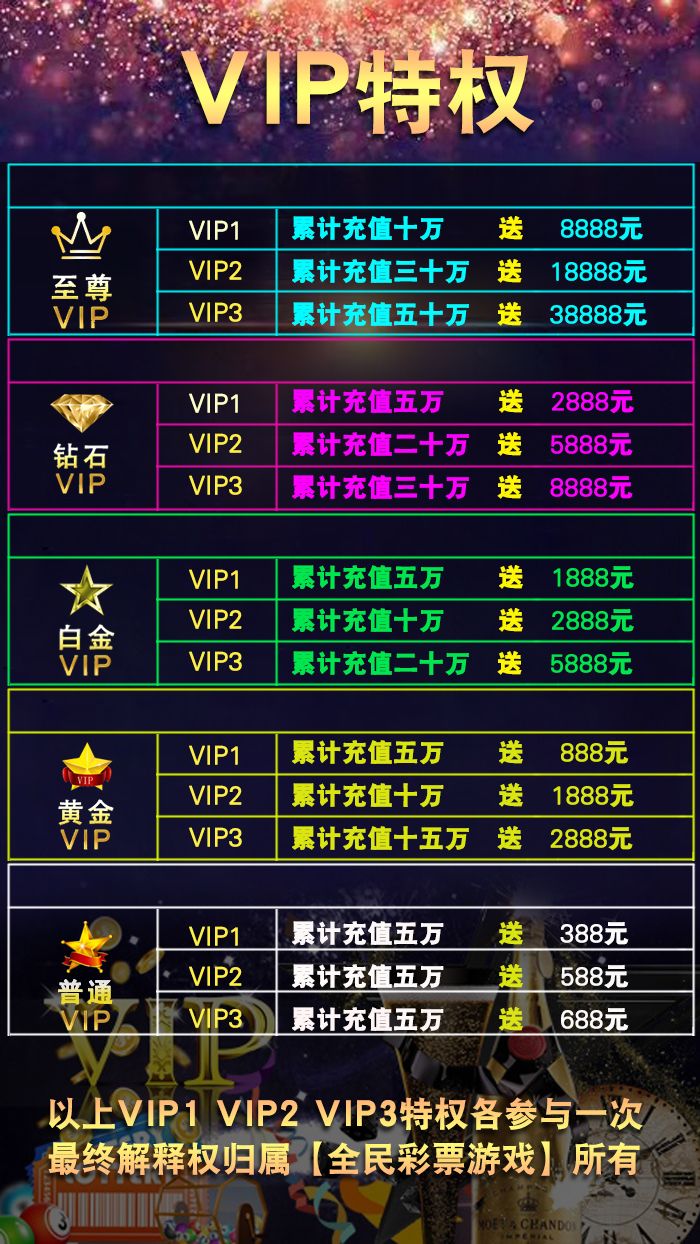 VIP特权
至尊
VIP
VIP1 累计充值十万 送 8888元
VIP2 累计充值三十万 送 18888元
VIP3 累计充值五十万 送 38888元
钻石
VIP
VIP1 累计充值五万 送 2888元
VIP2 累计充值二十万 送 5888元
VIP3 累计充值三十万 送 8888元
白金
VIP
VIP1 累计充值五万 送 1888元
VIP2 累计充值十万 送 2888元
VIP3 累计充值二十万 送 5888元
VIP
黄金
VIP
VIP1 累计充值五万 送 888元
VIP2 累计充值十万 送 1888元
VIP3 累计充值十五万 送 2888元
普通
VIP
VIP1 累计充值五万 送 388元
VIP2 累计充值五万 送 588元
VIP3 累计充值五万 送 688元
VIP
以上VIP1 VIP2 VIP3特权各参与一次
最终解释权归属【全民彩票游戏】所有
MOËT & CHANDON
IMPERIAL